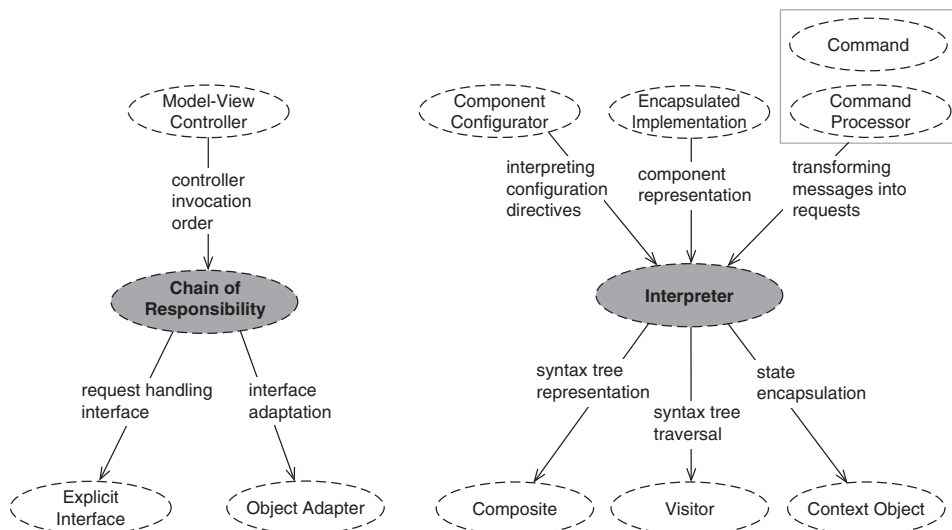 Command
Model-View
Controller
Component
Configurator
Encapsulated
Implementation
Command
Processor
controller
invocation
order
interpreting
configuration
directives
component
representation
transforming
messages into
requests
Chain of
Responsibility
Interpreter
request handling
interface
interface
adaptation
syntax tree
representation
syntax tree
traversal
state
encapsulation
Explicit
Interface
Object Adapter
Composite
Visitor
Context Object